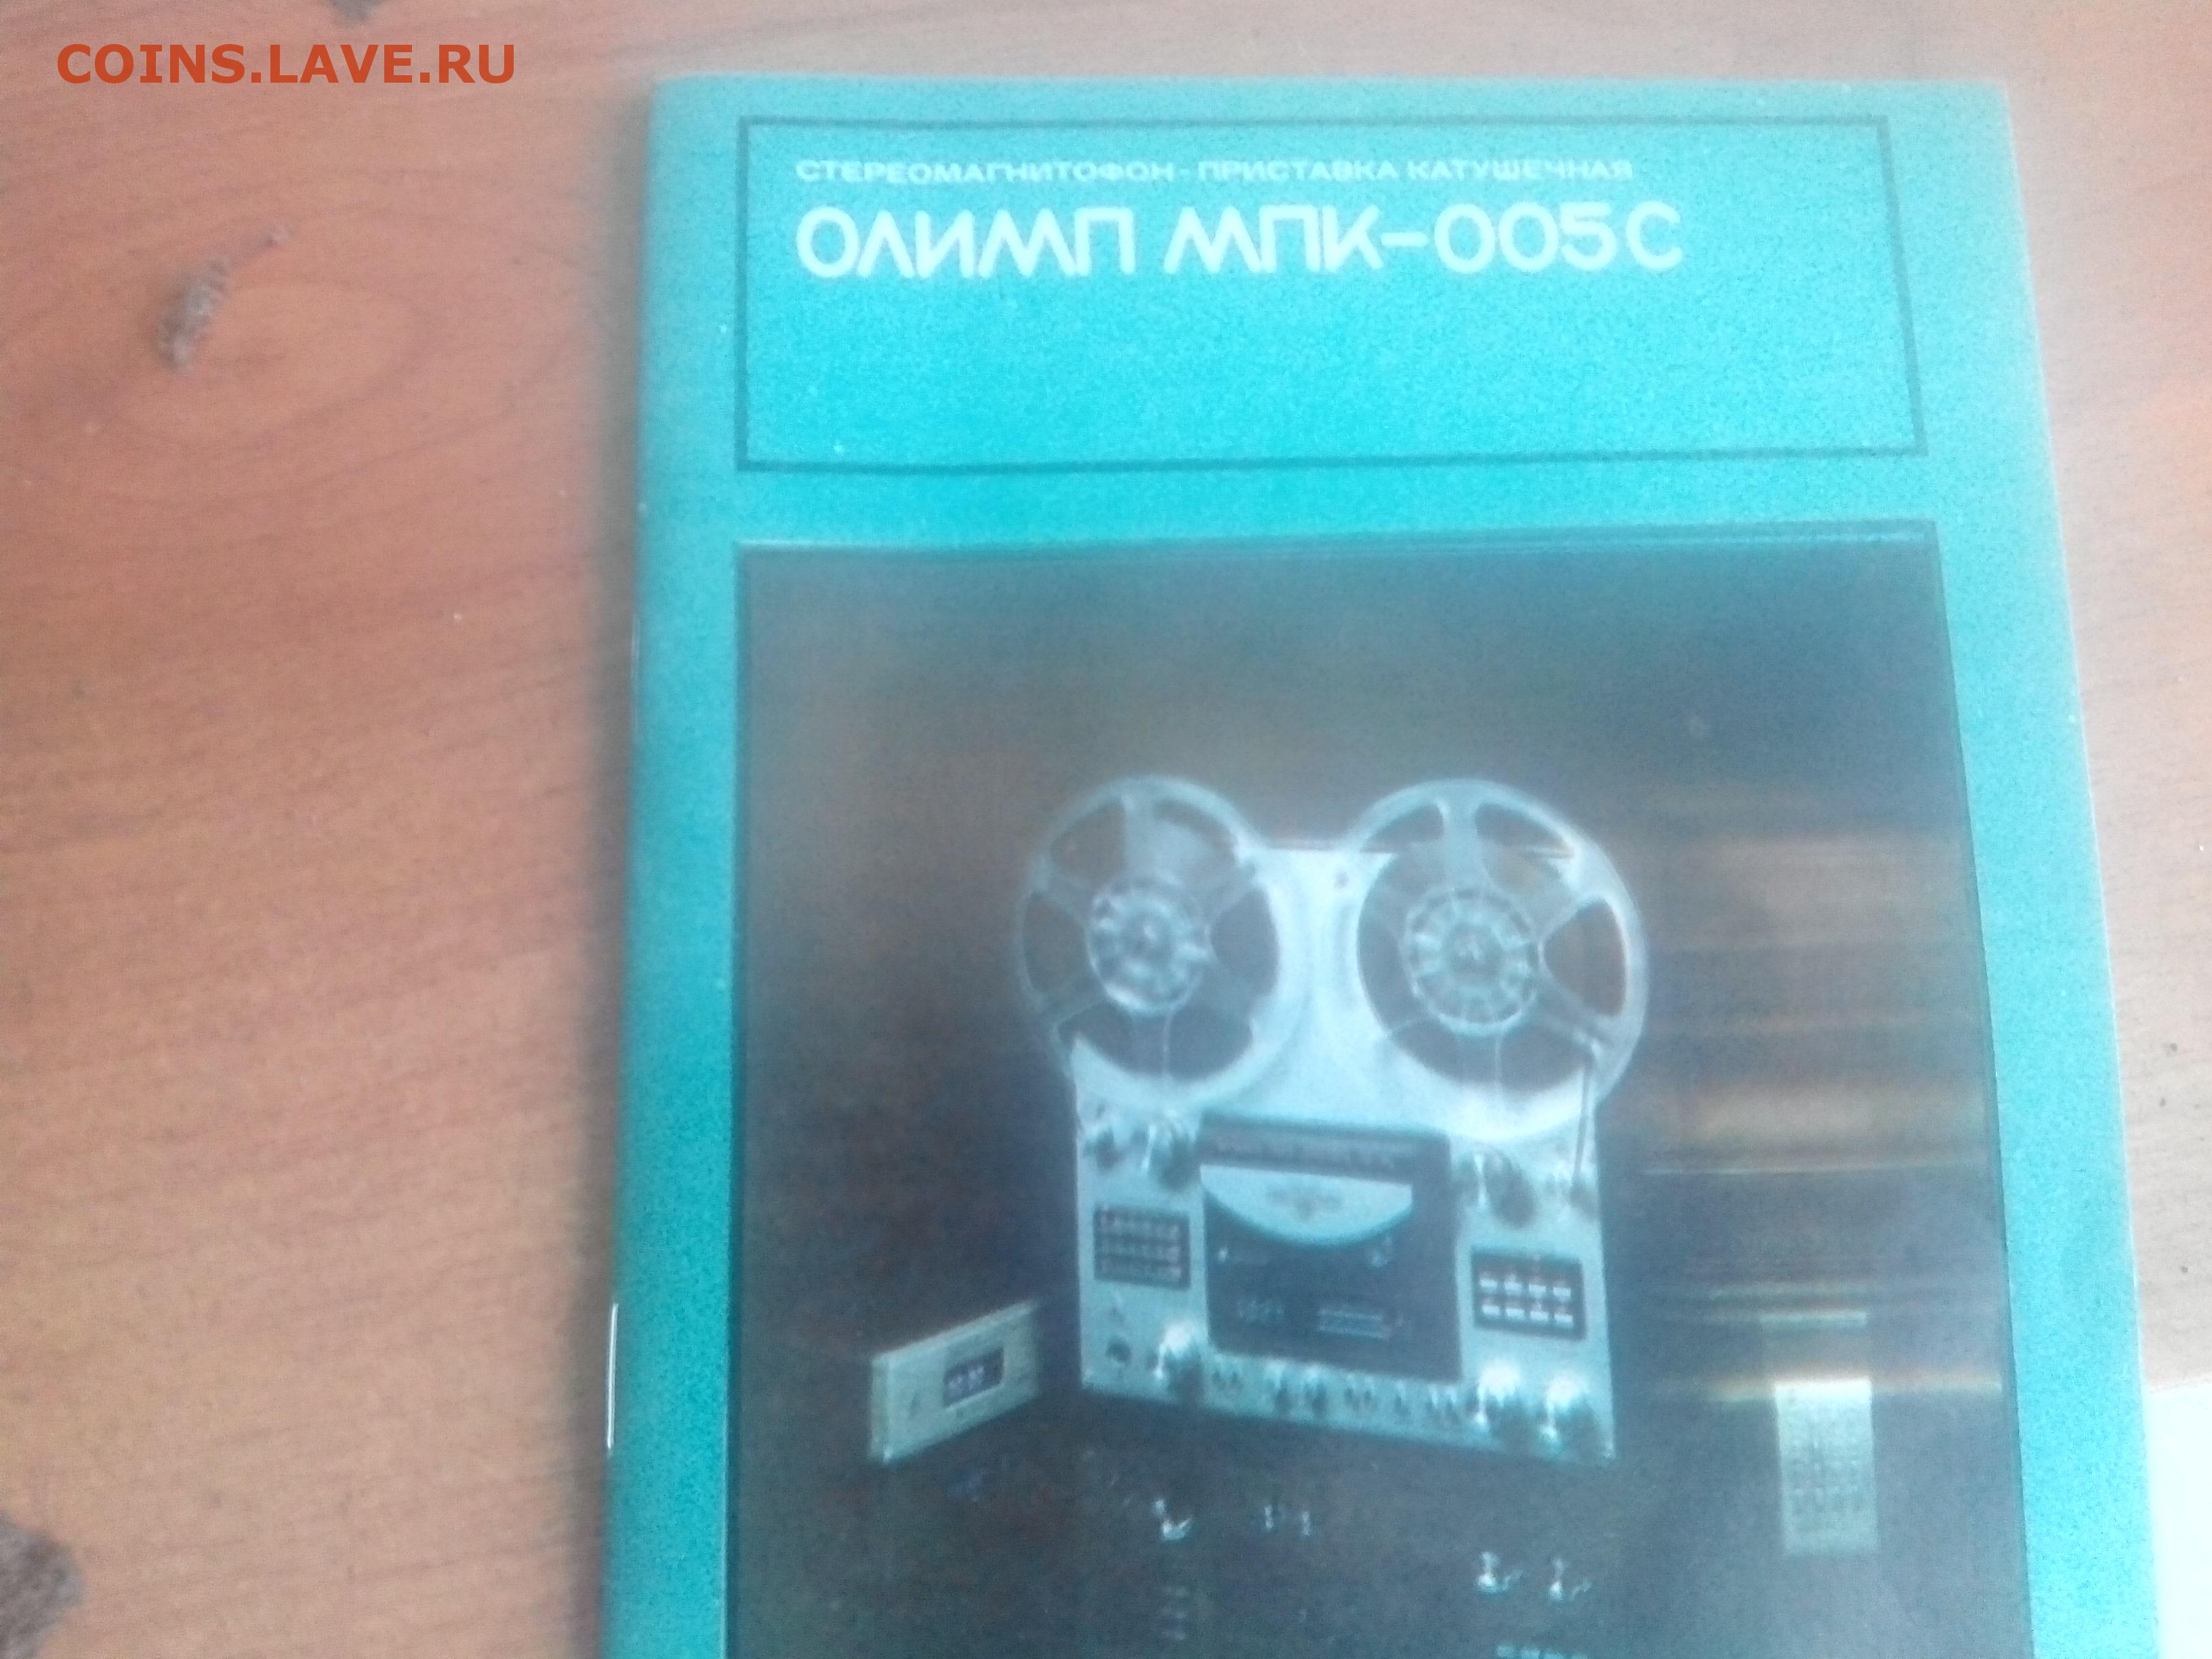 COINS.LAVE.RU
СТЕРЕОМАГНИТОФОН-ПРИСТАВКА КАТУШЕЧНАЯ
ОЛИМП МПК-005С